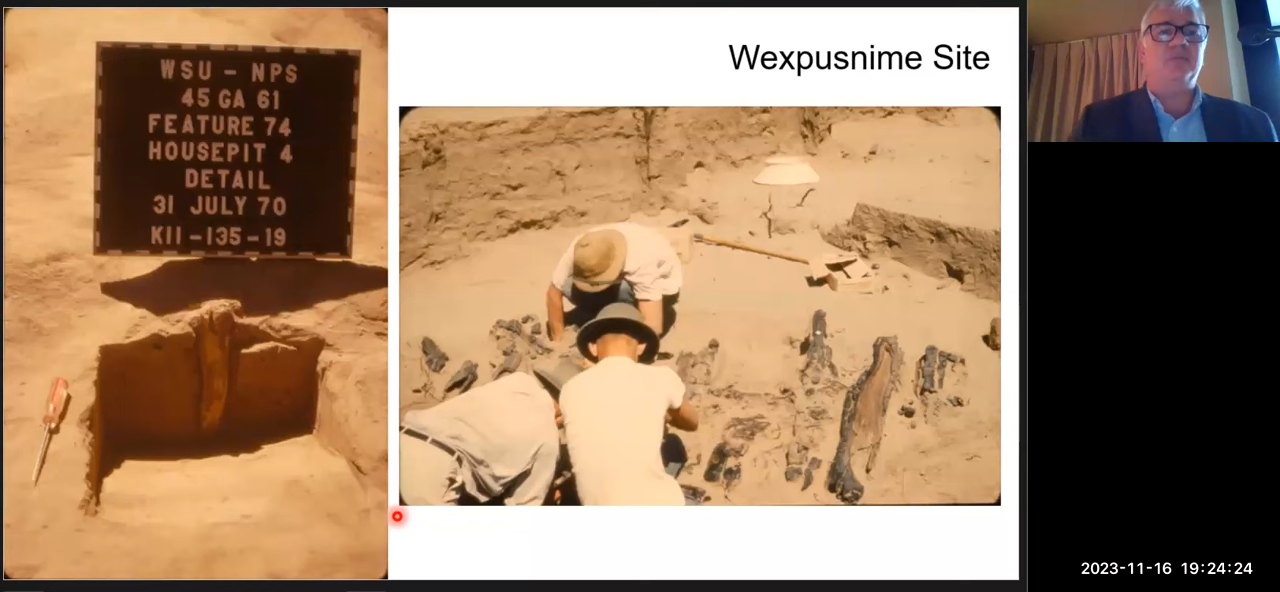 WSU - NPS
45 GA 61
FEATURE 74
HOUSEPIT 4
DETAIL
31 JULY 70
K11-135-19
Wexpusnime Site
2023-11-16 19:24:24